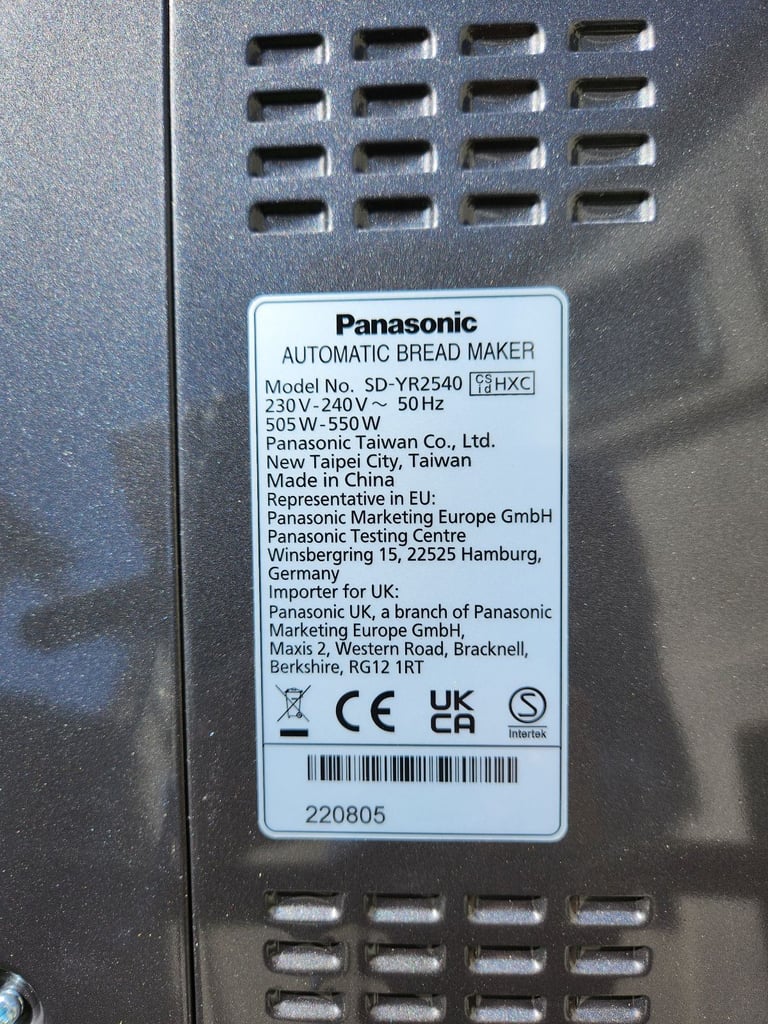 Panasonic
AUTOMATIC BREAD MAKER
Model No. SD-YR2540 CS id HXC
230V-240V～ 50Hz
505W-550W
Panasonic Taiwan Co., Ltd.
New Taipei City, Taiwan
Made in China
Representative in EU:
Panasonic Marketing Europe GmbH
Panasonic Testing Centre
Winsbergring 15, 22525 Hamburg,
Germany
Importer for UK:
Panasonic UK, a branch of Panasonic
Marketing Europe GmbH,
Maxis 2, Western Road, Bracknell,
Berkshire, RG12 1RT
CE UK CA S Intertek
220805